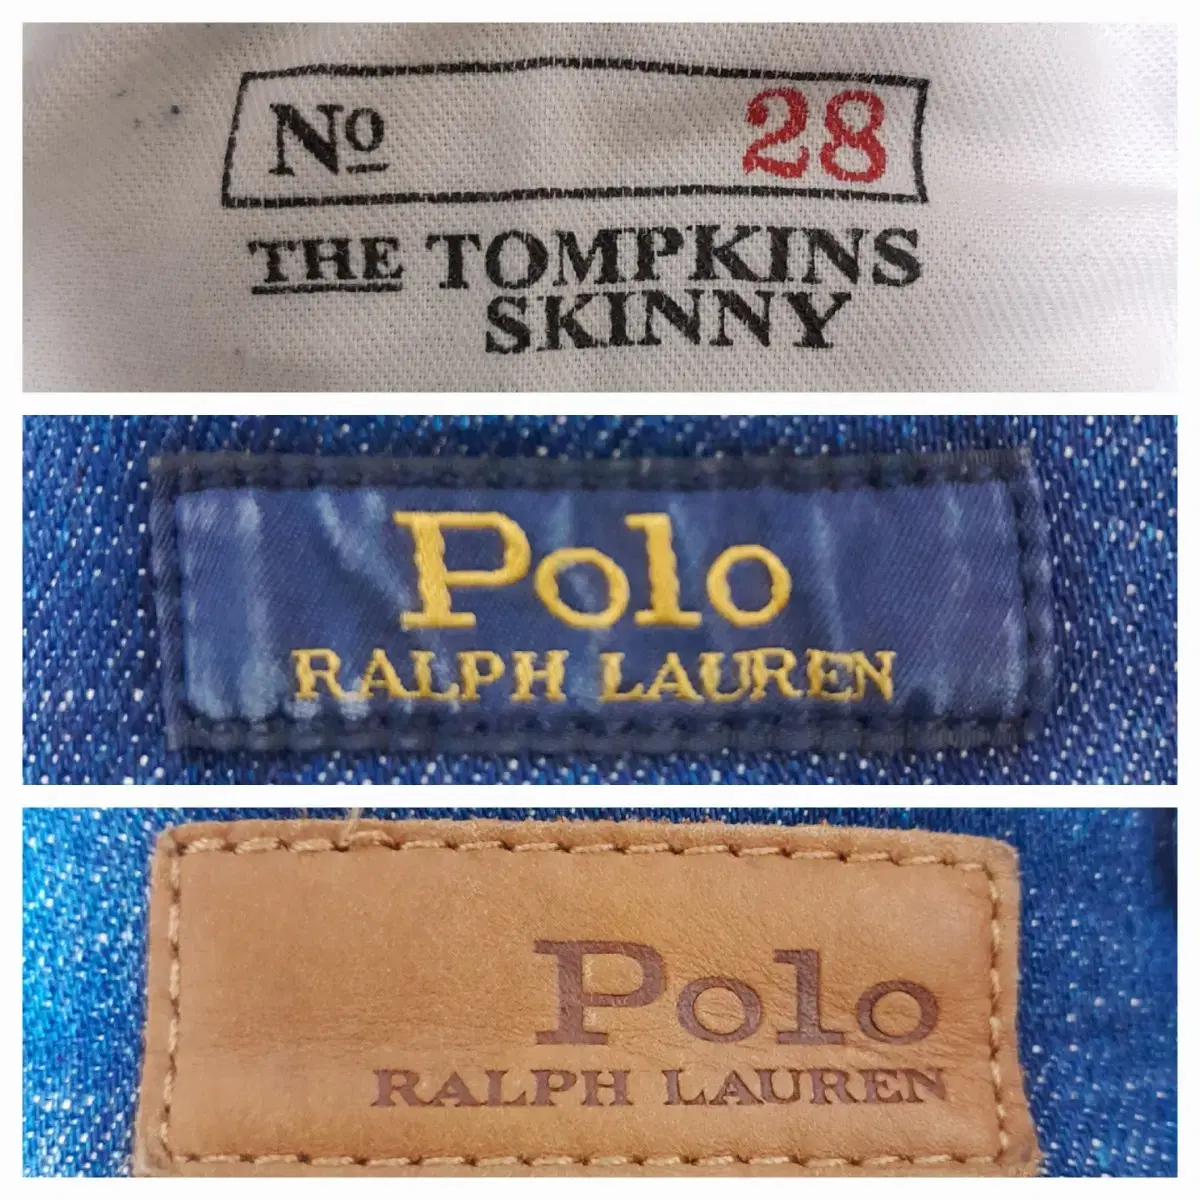 No 28
THE TOMPKINS
SKINNY
Polo
RALPH LAUREN
Polo
RALPH LAUREN